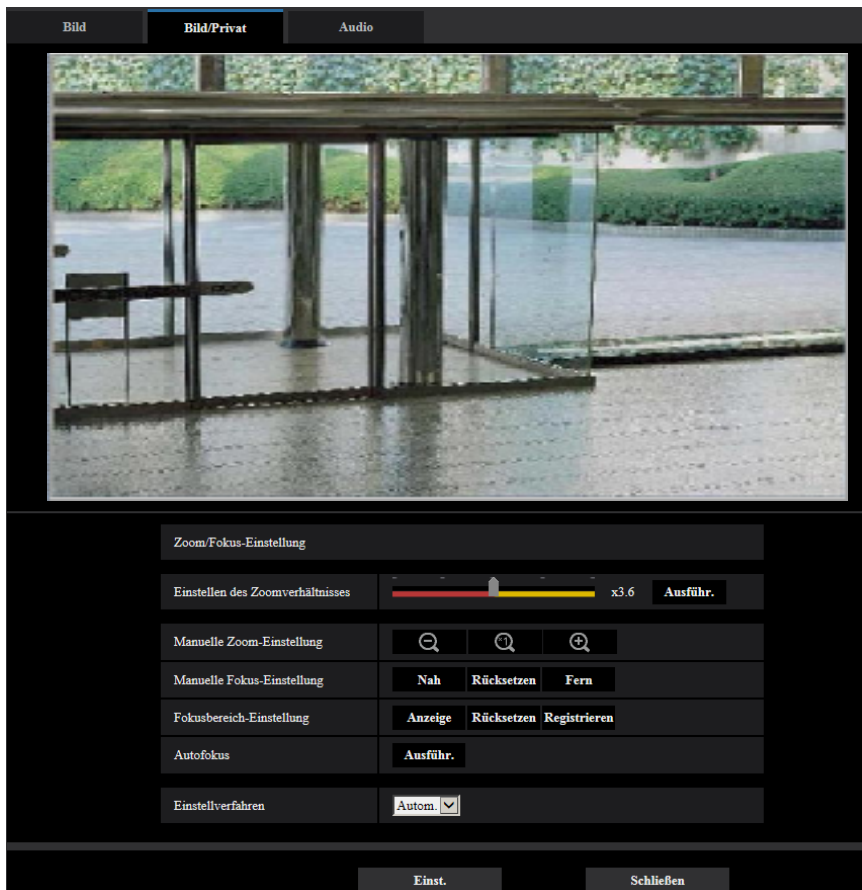 Bild Bild/Privat Audio
Zoom/Fokus-Einstellung
Einstellen des Zoomverhältnisses x3.6 Ausführ.
Manuelle Zoom-Einstellung ×1
Manuelle Fokus-Einstellung Nah Rücksetzen Fern
Fokusbereich-Einstellung Anzeige Rücksetzen Registrieren
Autofokus Ausführ.
Einstellverfahren Autom.
Einst. Schließen